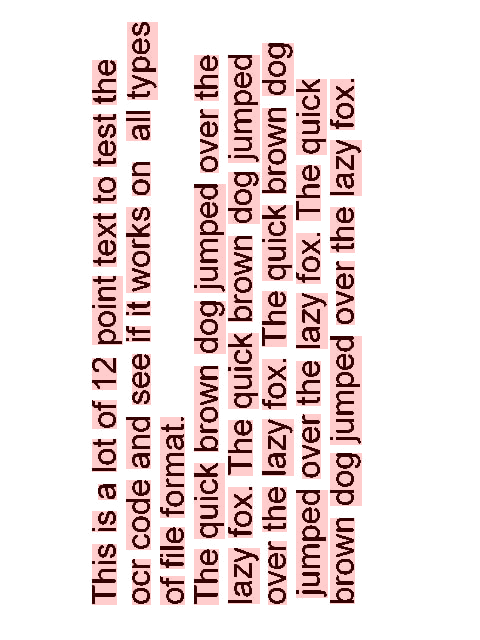 This is a lot of 12 point text to test the
ocr code and see if it works on all types
of file format.
The quick brown dog jumped over the
lazy fox. The quick brown dog jumped
over the lazy fox. The quick brown dog
jumped over the lazy fox. The quick
brown dog jumped over the lazy fox.